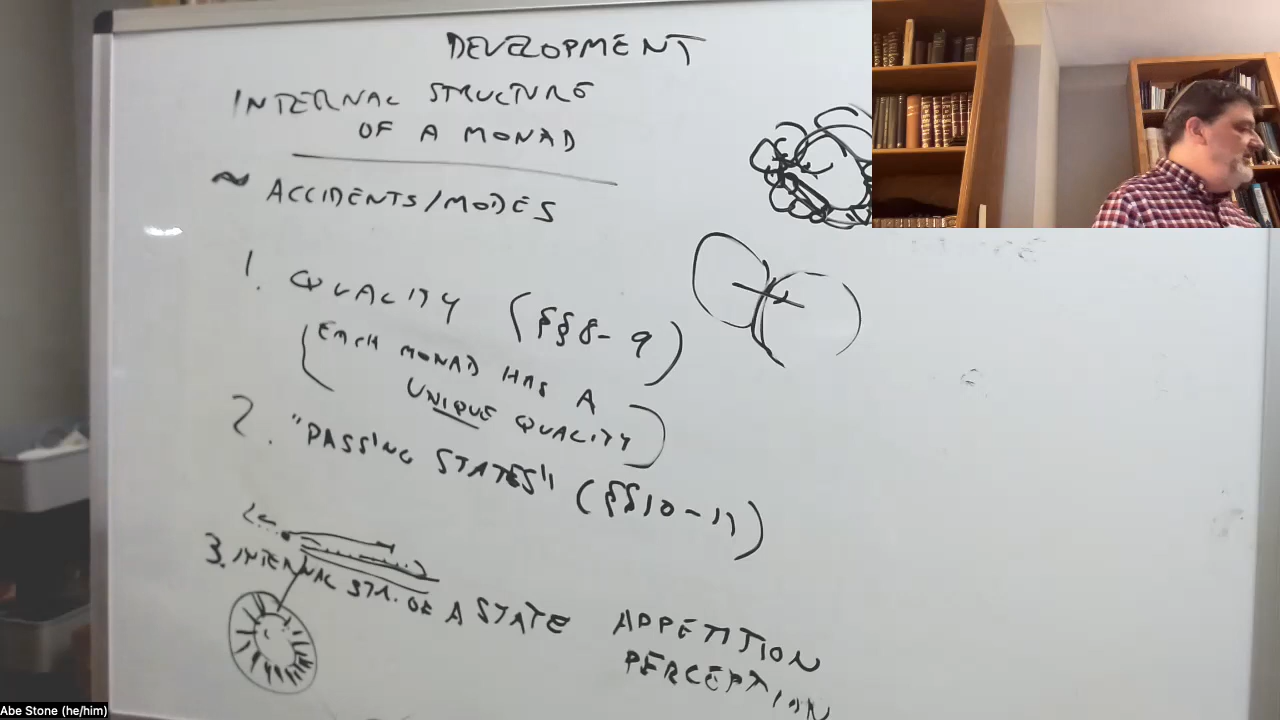 DEVELOPMENT
INTERNAL STRUCTURE
OF A MONAD
~ ACCIDENTS/MODES
1. QUALITY (§§8-9)
(EACH MONAD HAS A
UNIQUE QUALITY)
2. "PASSING STATES" (§§10-11)
3. INTERNAL STR. OF A STATE
APPETITION
PERCEPTION
Abe Stone (he/him)